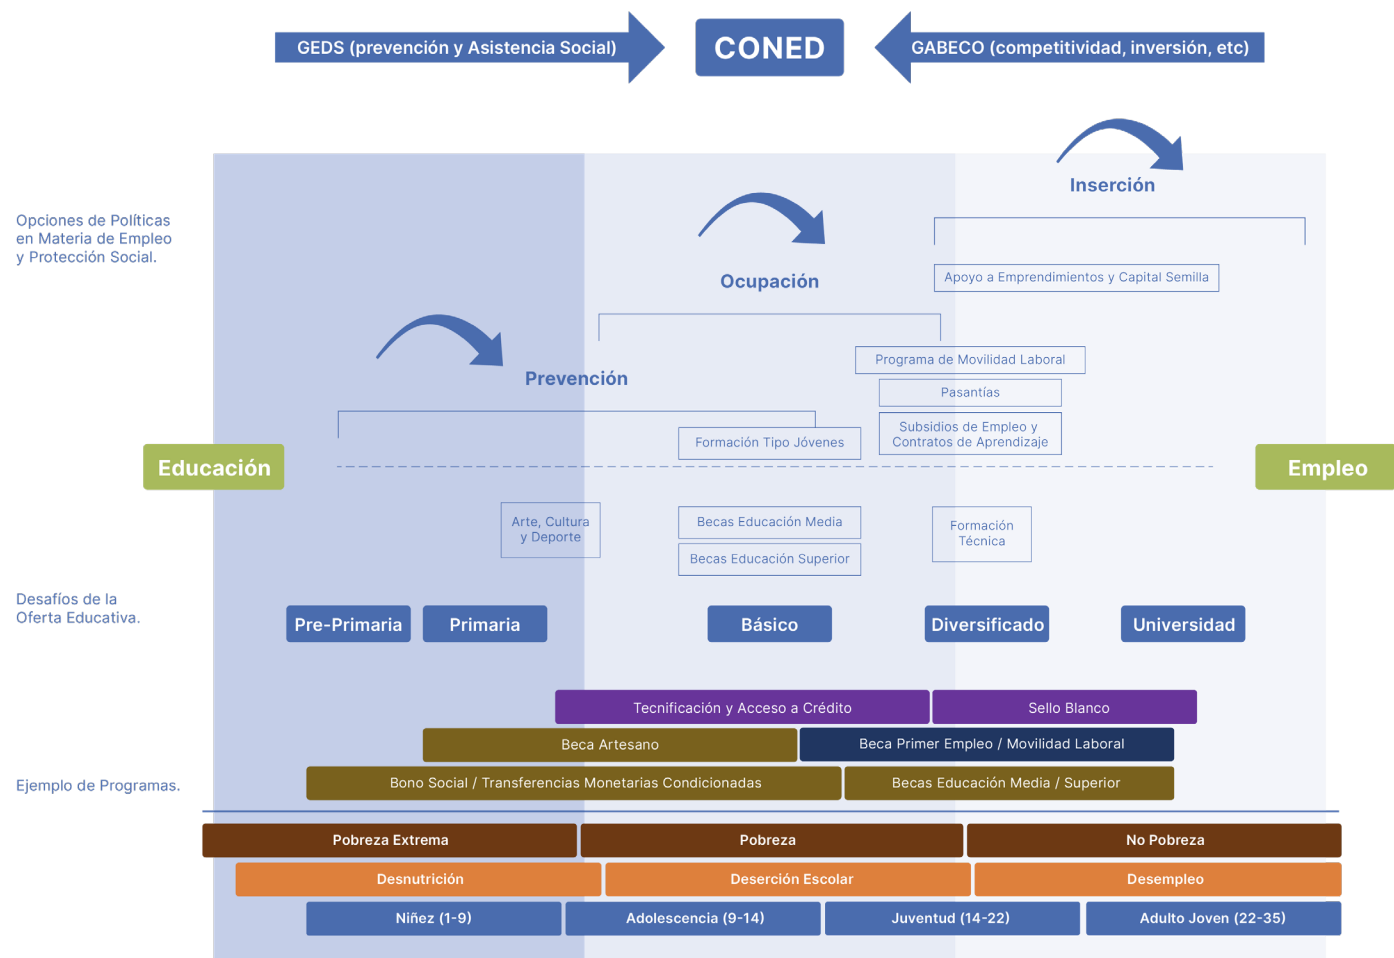 GEDS (prevención y Asistencia Social)
CONED
GABECO (competitividad, inversión, etc)
Inserción
Opciones de Políticas
en Materia de Empleo
y Protección Social.
Apoyo a Emprendimientos y Capital Semilla
Ocupación
Programa de Movilidad Laboral
Prevención
Pasantías
Subsidios de Empleo y
Contratos de Aprendizaje
Formación Tipo Jóvenes
Educación
Empleo
Arte, Cultura
y Deporte
Becas Educación Media
Becas Educación Superior
Formación
Técnica
Desafíos de la
Oferta Educativa.
Pre-Primaria
Primaria
Básico
Diversificado
Universidad
Tecnificación y Acceso a Crédito
Sello Blanco
Beca Artesano
Beca Primer Empleo / Movilidad Laboral
Ejemplo de Programas.
Bono Social / Transferencias Monetarias Condicionadas
Becas Educación Media / Superior
Pobreza Extrema
Pobreza
No Pobreza
Desnutrición
Deserción Escolar
Desempleo
Niñez (1-9)
Adolescencia (9-14)
Juventud (14-22)
Adulto Joven (22-35)